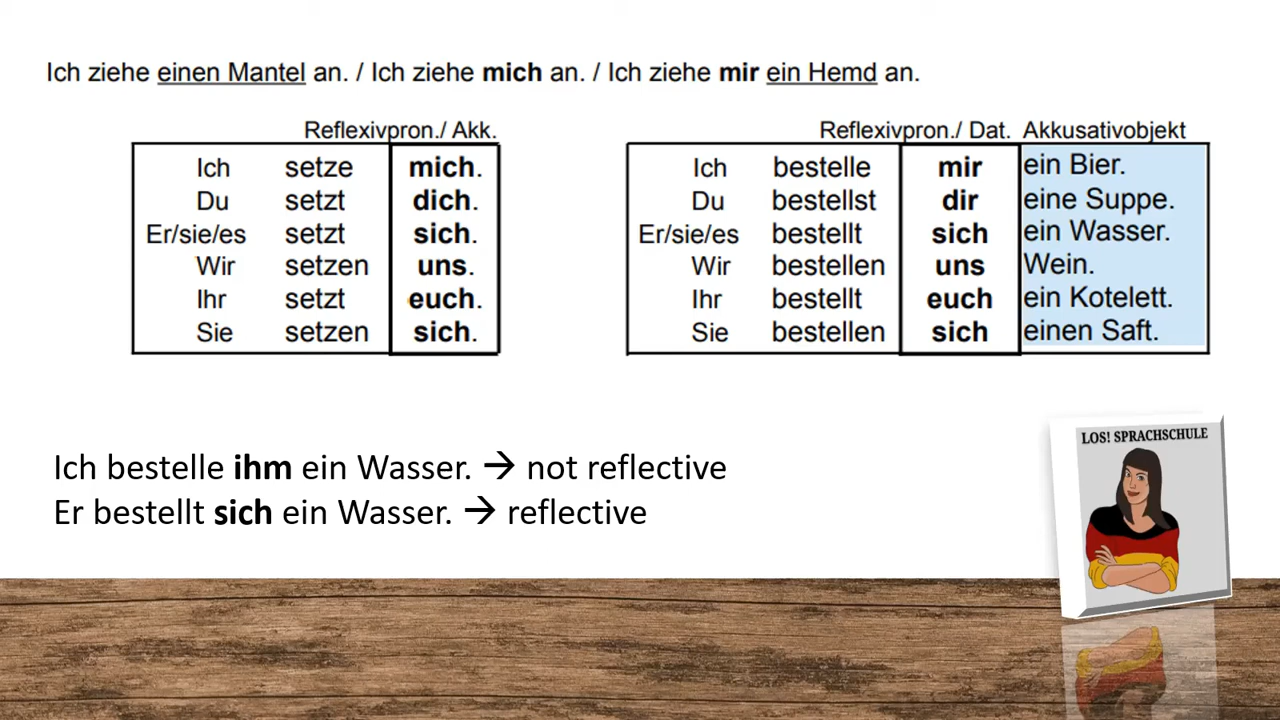 Ich ziehe einen Mantel an. / Ich ziehe mich an. / Ich ziehe mir ein Hemd an.
Reflexivpron./ Akk.
Ich setze mich.
Du setzt dich.
Er/sie/es setzt sich.
Wir setzen uns.
Ihr setzt euch.
Sie setzen sich.
Reflexivpron./ Dat. Akkusativobjekt
Ich bestelle mir ein Bier.
Du bestellst dir eine Suppe.
Er/sie/es bestellt sich ein Wasser.
Wir bestellen uns Wein.
Ihr bestellt euch ein Kotelett.
Sie bestellen sich einen Saft.
Ich bestelle ihm ein Wasser. → not reflective
Er bestellt sich ein Wasser. → reflective
LOS! SPRACHSCHULE